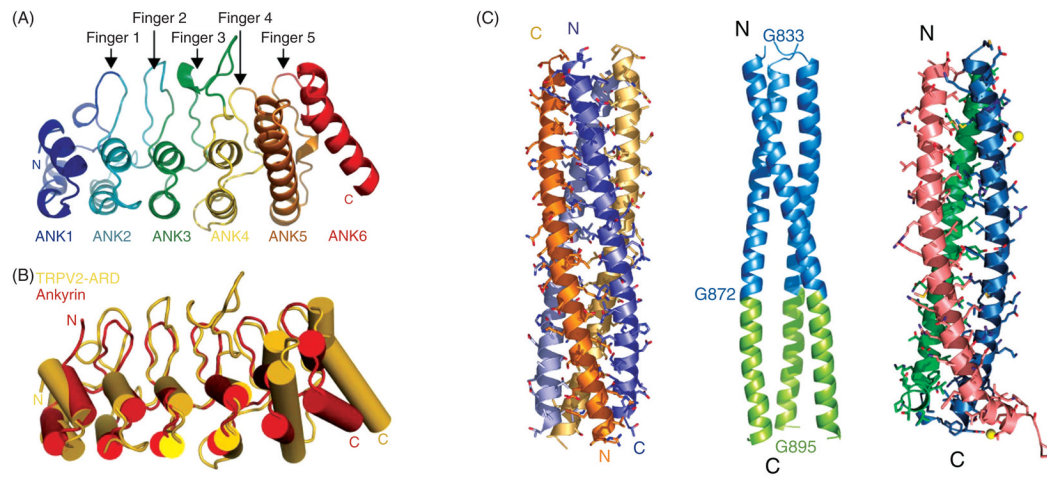 (A)
Finger 2 Finger 4
Finger 1 Finger 3 Finger 5
N
C
ANK1 ANK2 ANK3 ANK4 ANK5 ANK6
(B)
TRPV2-ARD
Ankyrin
N
N
C C
(C)
C N
N
C
N G833
G872
G895
C
N
C